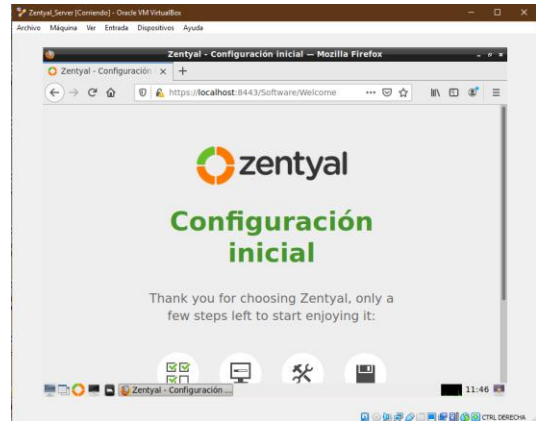 Zentyal_Server [Corriendo] - Oracle VM VirtualBox
Archivo Máquina Ver Entrada Dispositivos Ayuda
Zentyal - Configuración inicial — Mozilla Firefox
Zentyal - Configuración
https://localhost:8443/Software/Welcome
zentyal
Configuración
inicial
Thank you for choosing Zentyal, only a
few steps left to start enjoying it:
Zentyal - Configuración ...
11:46
CTRL DERECHA